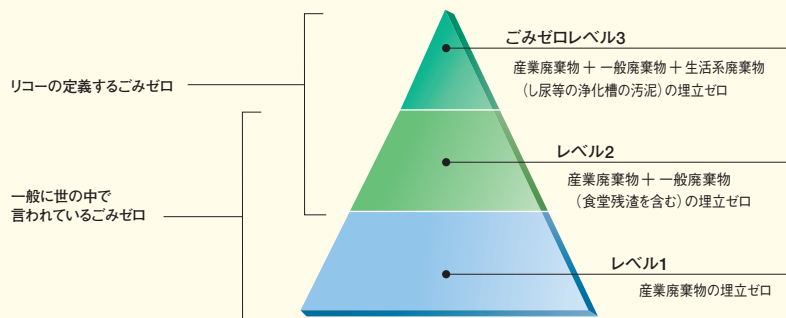 ごみゼロレベル3
産業廃棄物 + 一般廃棄物 + 生活系廃棄物
(し尿等の浄化槽の汚泥)の埋立ゼロ
リコーの定義するごみゼロ
レベル2
産業廃棄物 + 一般廃棄物
(食堂残渣を含む)の埋立ゼロ
一般に世の中で
言われているごみゼロ
レベル1
産業廃棄物の埋立ゼロ